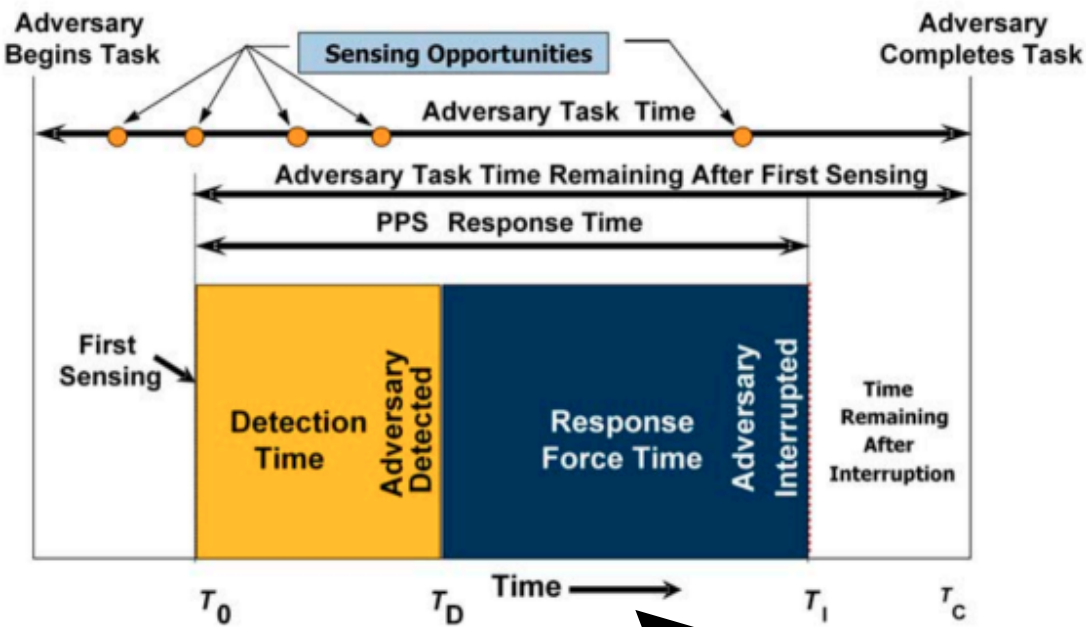 Adversary
Begins Task
Sensing Opportunities
Adversary
Completes Task
Adversary Task Time
Adversary Task Time Remaining After First Sensing
PPS Response Time
First
Sensing
Detection
Time
Adversary
Detected
Response
Force Time
Adversary
Interrupted
Time
Remaining
After
Interruption
T0
TD
Time
TI
TC